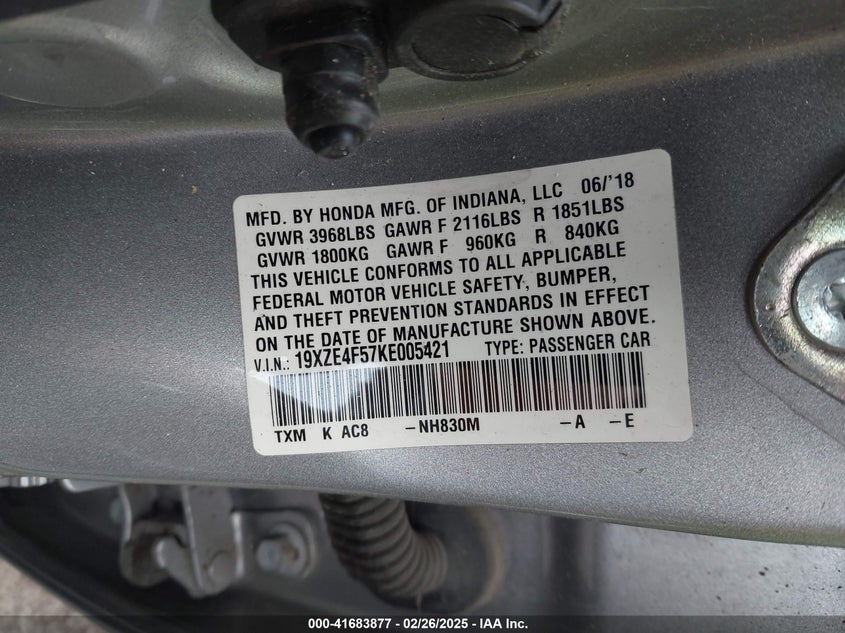 MFD. BY HONDA MFG. OF INDIANA, LLC 06/'18
GVWR 3968LBS GAWR F 2116LBS R 1851LBS
GVWR 1800KG GAWR F 960KG R 840KG
THIS VEHICLE CONFORMS TO ALL APPLICABLE
FEDERAL MOTOR VEHICLE SAFETY, BUMPER,
AND THEFT PREVENTION STANDARDS IN EFFECT
ON THE DATE OF MANUFACTURE SHOWN ABOVE.
V.I.N.: 19XZE4F57KE005421 TYPE: PASSENGER CAR
TXM K AC8 -NH830M -A -E
000-41683877 - 02/26/2025 - IAA Inc.